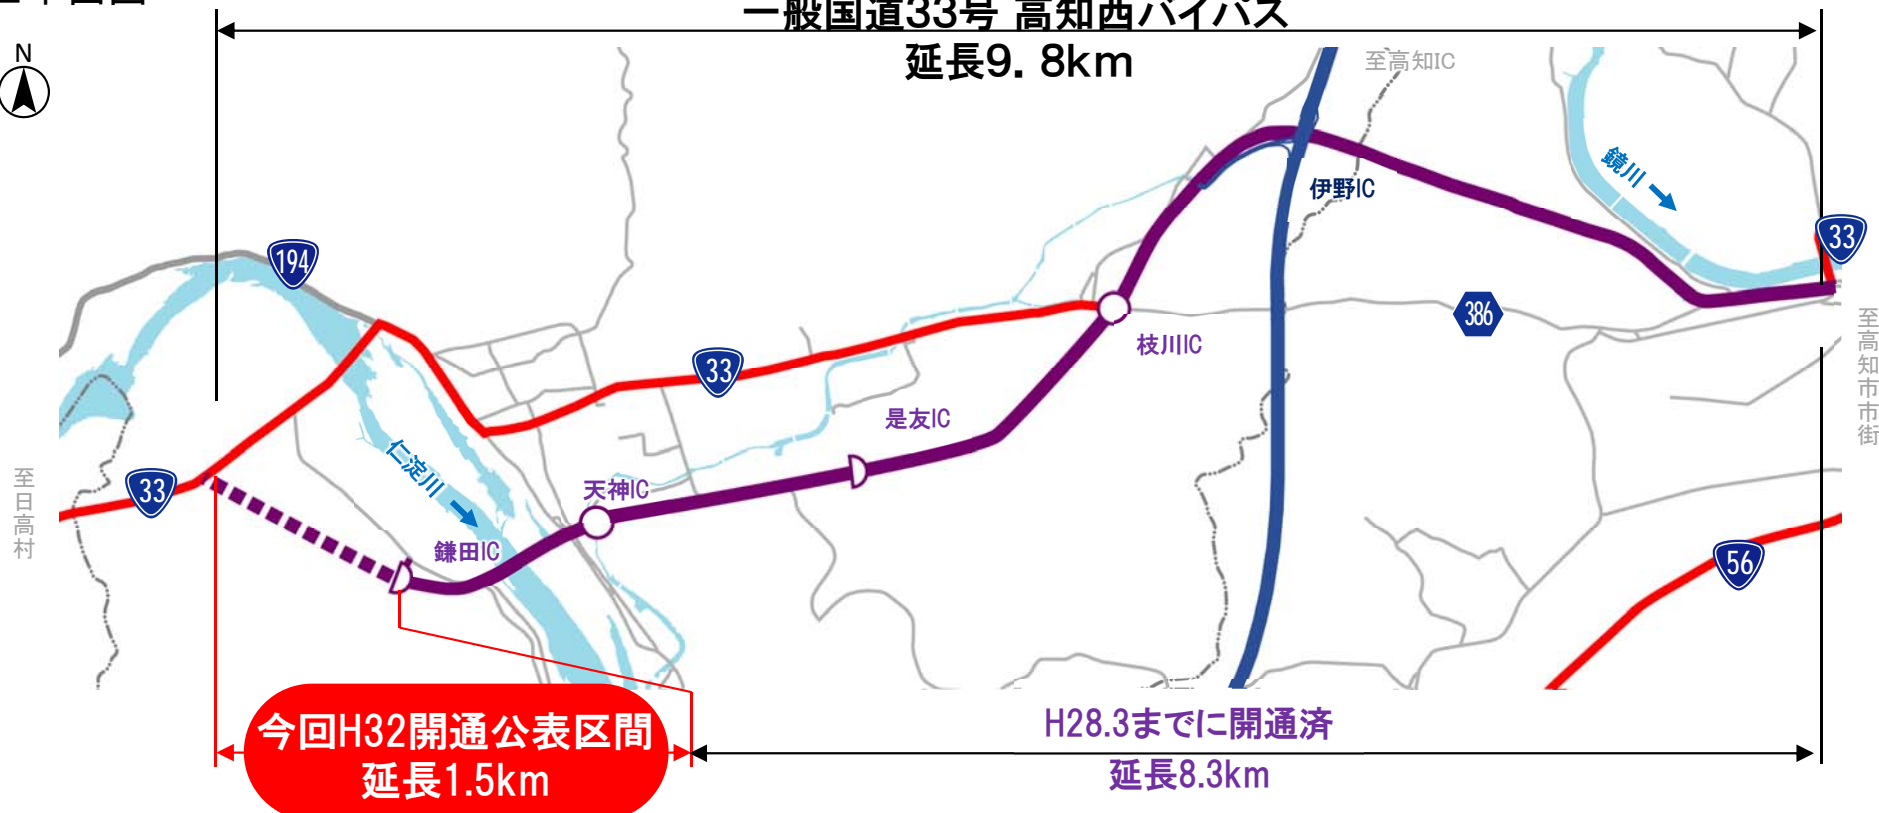 一般国道33号 高知西バイパス
延長9. 8km
N
至高知IC
鏡川
伊野IC
33
194
386
至高知市市街
枝川IC
33
是友IC
仁淀川
天神IC
33
至日高村
鎌田IC
56
今回H32開通公表区間
延長1.5km
H28.3までに開通済
延長8.3km